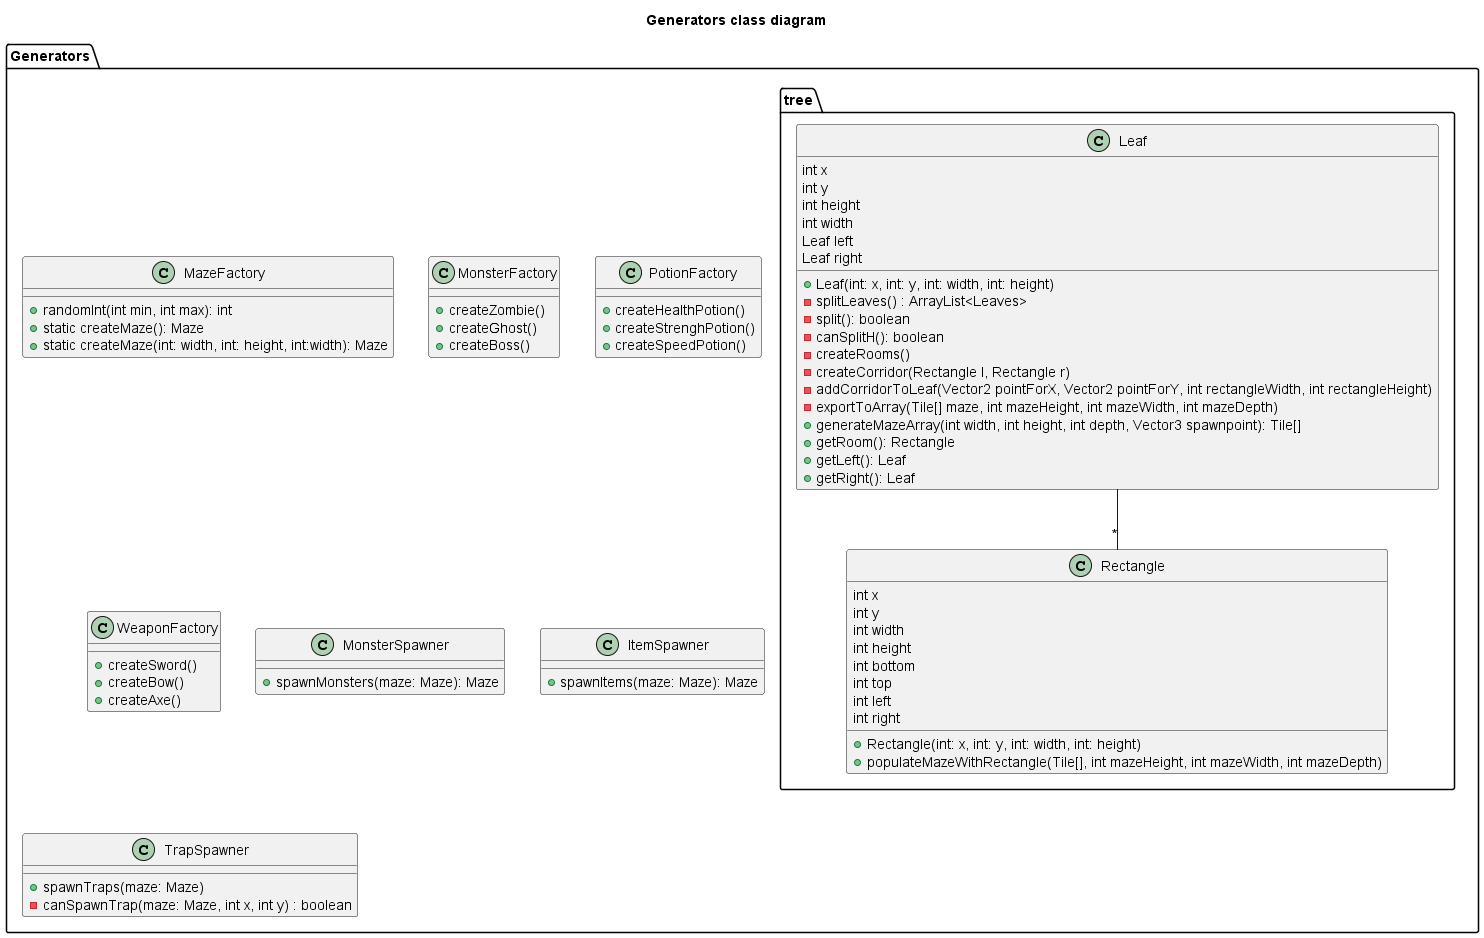 Generators class diagram
Generators
tree
C Leaf
int x
int y
int height
int width
Leaf left
Leaf right
Leaf(int: x, int: y, int: width, int: height)
splitLeaves() : ArrayList<Leaves>
split(): boolean
canSplitH(): boolean
createRooms()
createCorridor(Rectangle l, Rectangle r)
addCorridorToLeaf(Vector2 pointForX, Vector2 pointForY, int rectangleWidth, int rectangleHeight)
exportToArray(Tile[] maze, int mazeHeight, int mazeWidth, int mazeDepth)
generateMazeArray(int width, int height, int depth, Vector3 spawnpoint): Tile[]
getRoom(): Rectangle
getLeft(): Leaf
getRight(): Leaf
C MazeFactory
randomInt(int min, int max): int
static createMaze(): Maze
static createMaze(int: width, int: height, int:width): Maze
C MonsterFactory
createZombie()
createGhost()
createBoss()
C PotionFactory
createHealthPotion()
createStrenghPotion()
createSpeedPotion()
*
C Rectangle
int x
int y
int width
int height
int bottom
int top
int left
int right
Rectangle(int: x, int: y, int: width, int: height)
populateMazeWithRectangle(Tile[], int mazeHeight, int mazeWidth, int mazeDepth)
C WeaponFactory
createSword()
createBow()
createAxe()
C MonsterSpawner
spawnMonsters(maze: Maze): Maze
C ItemSpawner
spawnItems(maze: Maze): Maze
C TrapSpawner
spawnTraps(maze: Maze)
canSpawnTrap(maze: Maze, int x, int y) : boolean